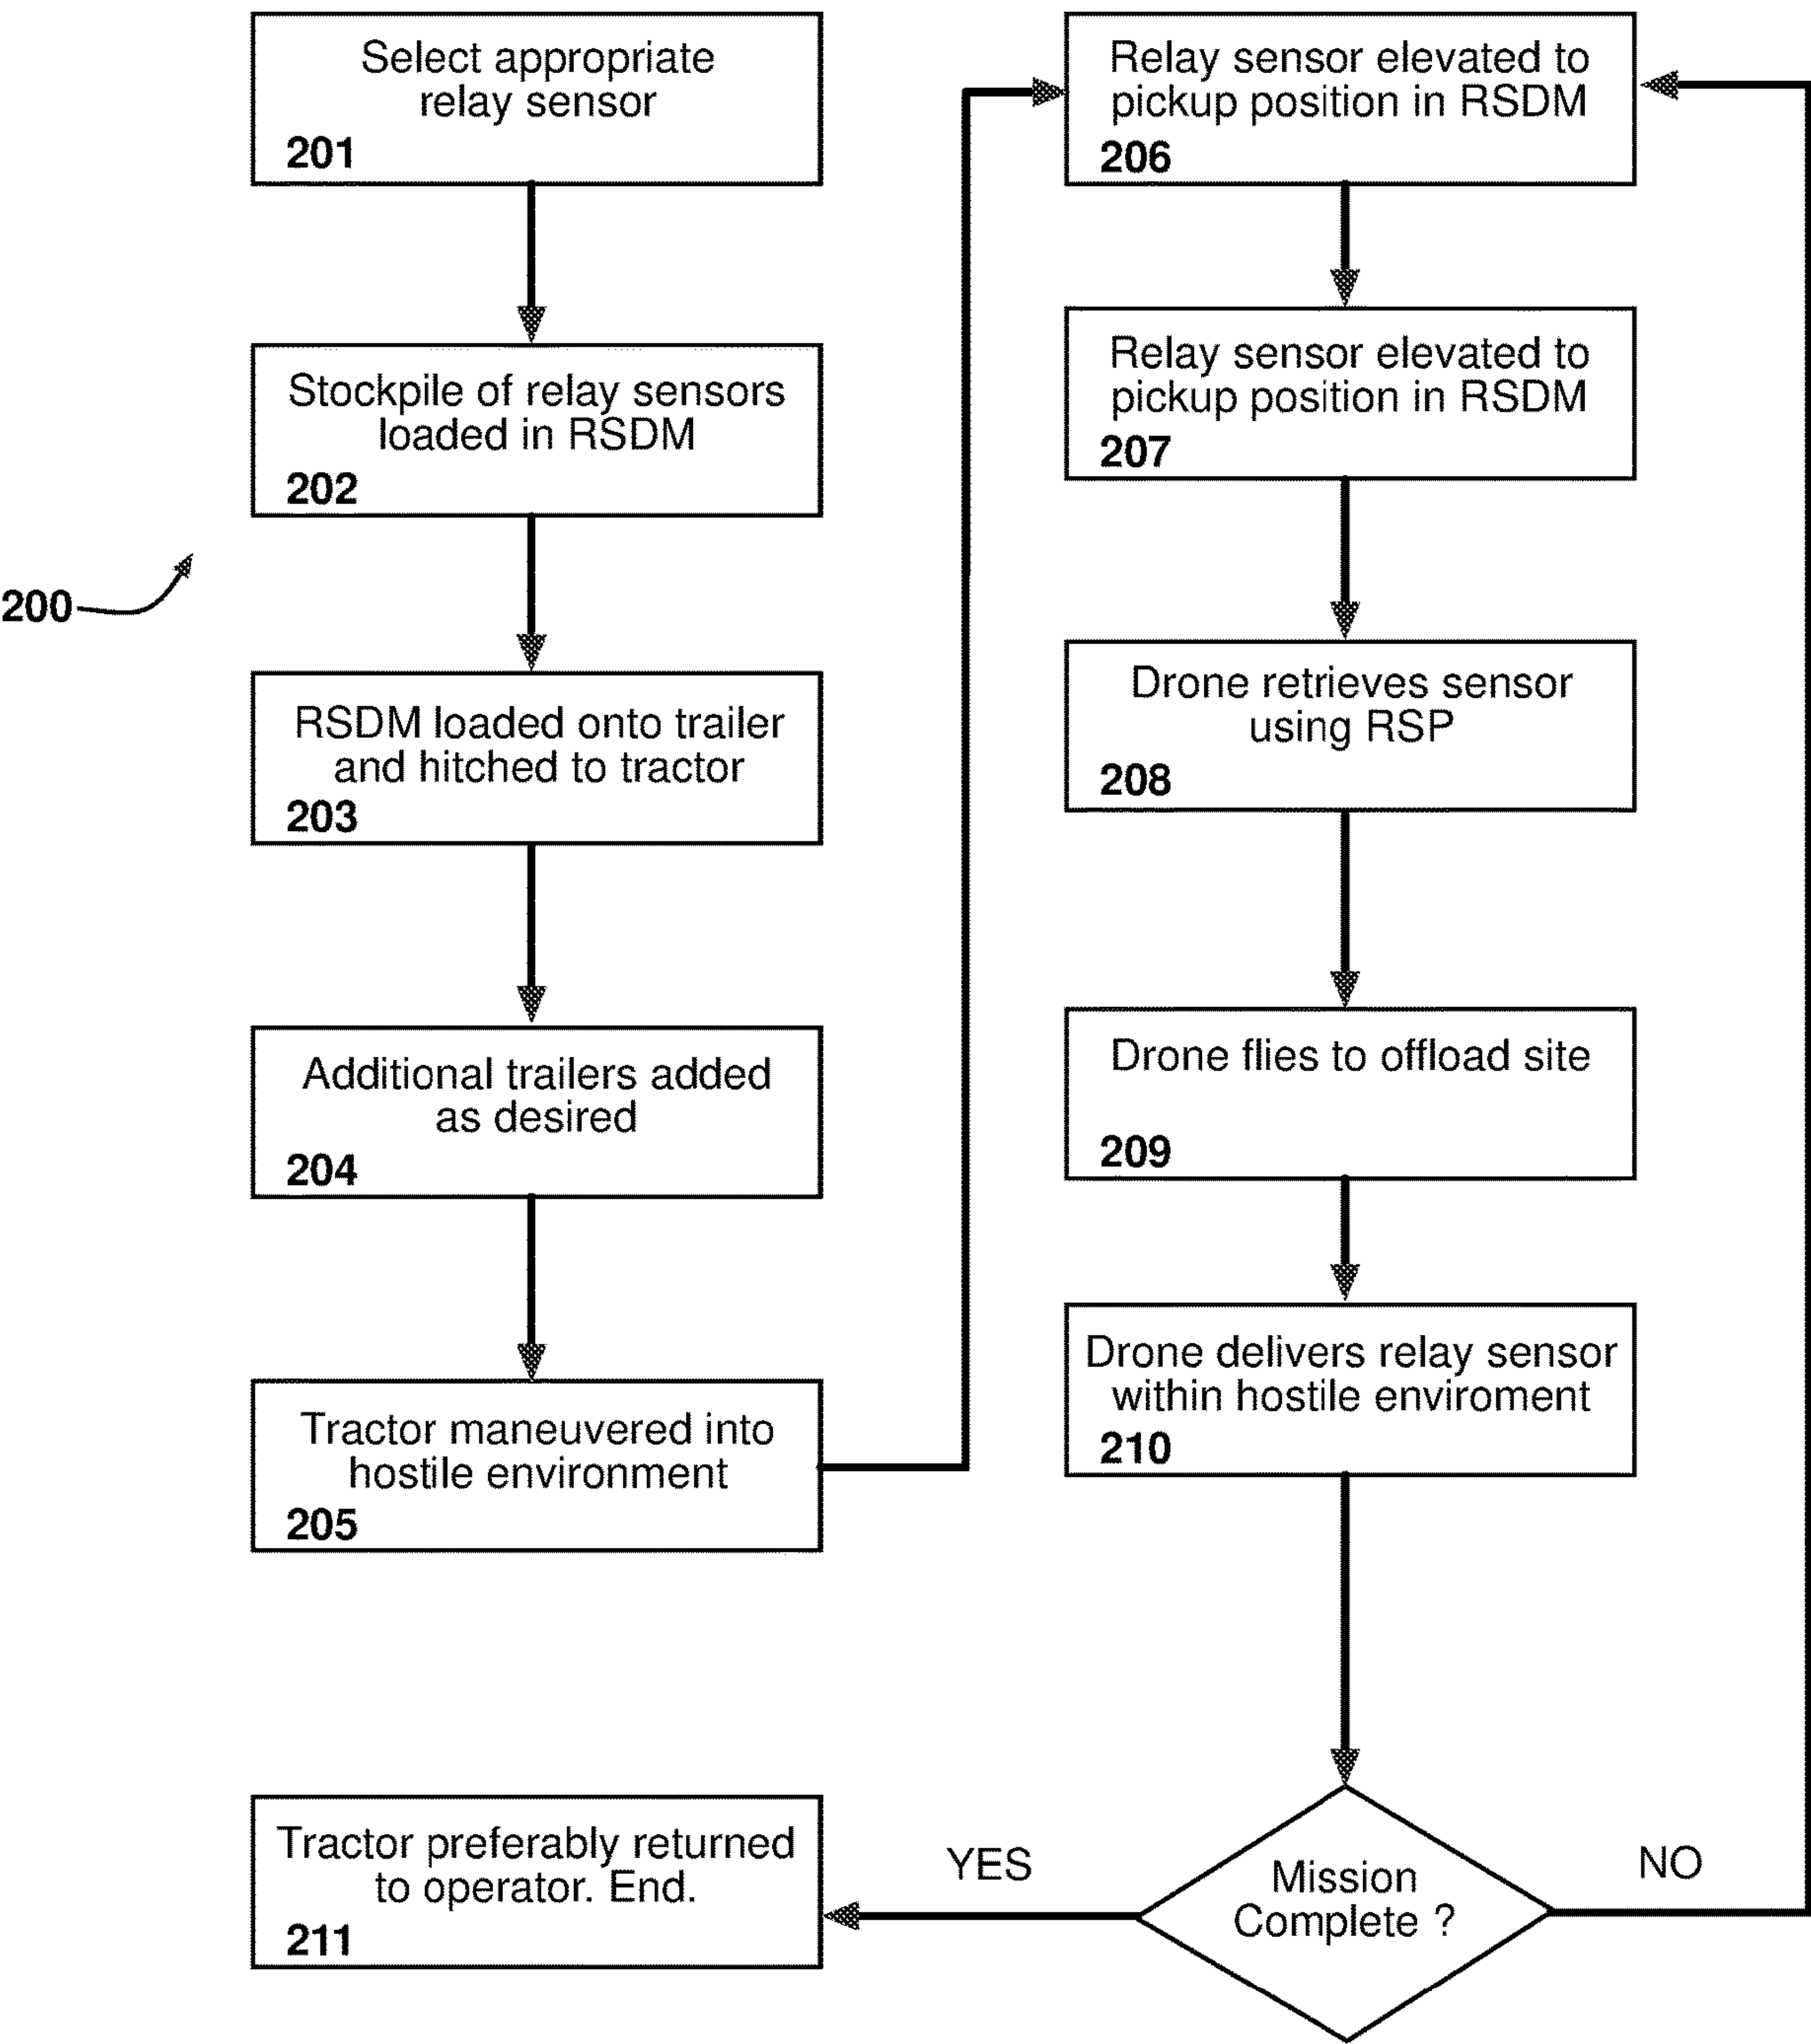 Select appropriate
relay sensor
201
Stockpile of relay sensors
loaded in RSDM
202
200
RSDM loaded onto trailer
and hitched to tractor
203
Additional trailers added
as desired
204
Tractor maneuvered into
hostile environment
205
Relay sensor elevated to
pickup position in RSDM
206
Relay sensor elevated to
pickup position in RSDM
207
Drone retrieves sensor
using RSP
208
Drone flies to offload site
209
Drone delivers relay sensor
within hostile enviroment
210
Mission
Complete ?
NO
YES
Tractor preferably returned
to operator. End.
211